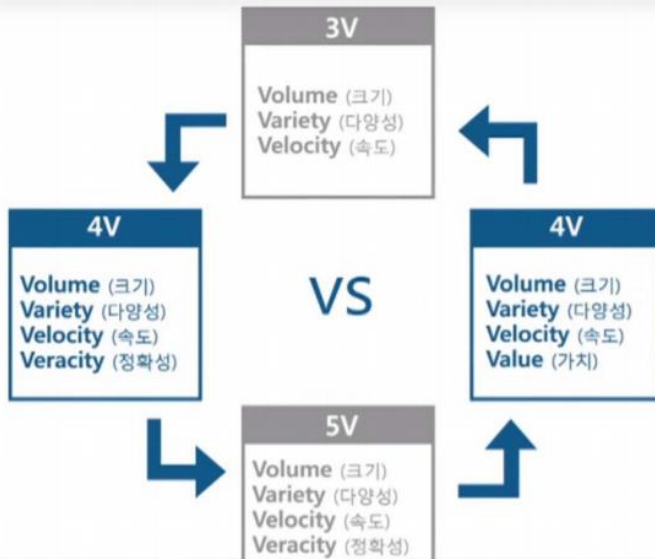 3V
Volume (크기)
Variety (다양성)
Velocity (속도)
4V
Volume (크기)
Variety (다양성)
Velocity (속도)
Veracity (정확성)
VS
4V
Volume (크기)
Variety (다양성)
Velocity (속도)
Value (가치)
5V
Volume (크기)
Variety (다양성)
Velocity (속도)
Veracity (정확성)